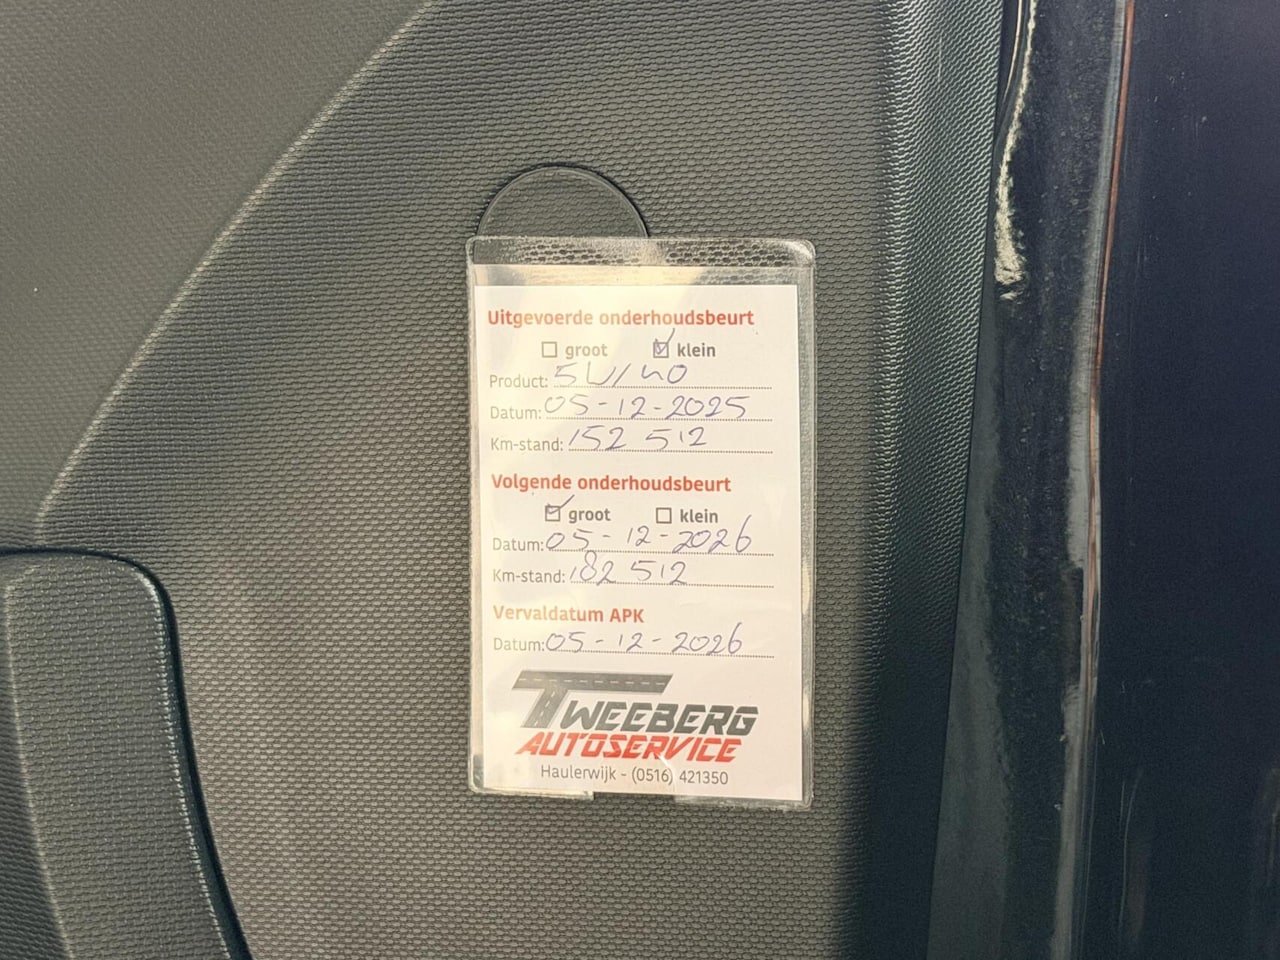 Uitgevoerde onderhoudsbeurt
groot klein
Product: 5W/40
Datum: 05-12-2025
Km-stand: 152 512
Volgende onderhoudsbeurt
groot klein
Datum: 05-12-2026
Km-stand: 182 512
Vervaldatum APK
Datum: 05-12-2026
TWEEBERG
AUTOSERVICE
Haulerwijk - (0516) 421350